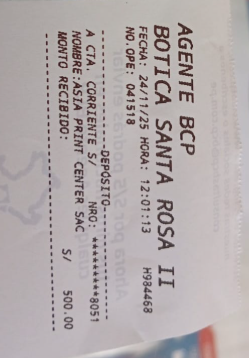 AGENTE BCP
BOTICA SANTA ROSA II
FECHA: 24/11/25 HORA: 12:01:13
NO.OPE: 041518 H984468
DEPÓSITO
A CTA. CORRIENTE S/ NRO: *********8051
NOMBRE:ASIA PRINT CENTER SAC
MONTO RECIBIDO: S/ 500.00